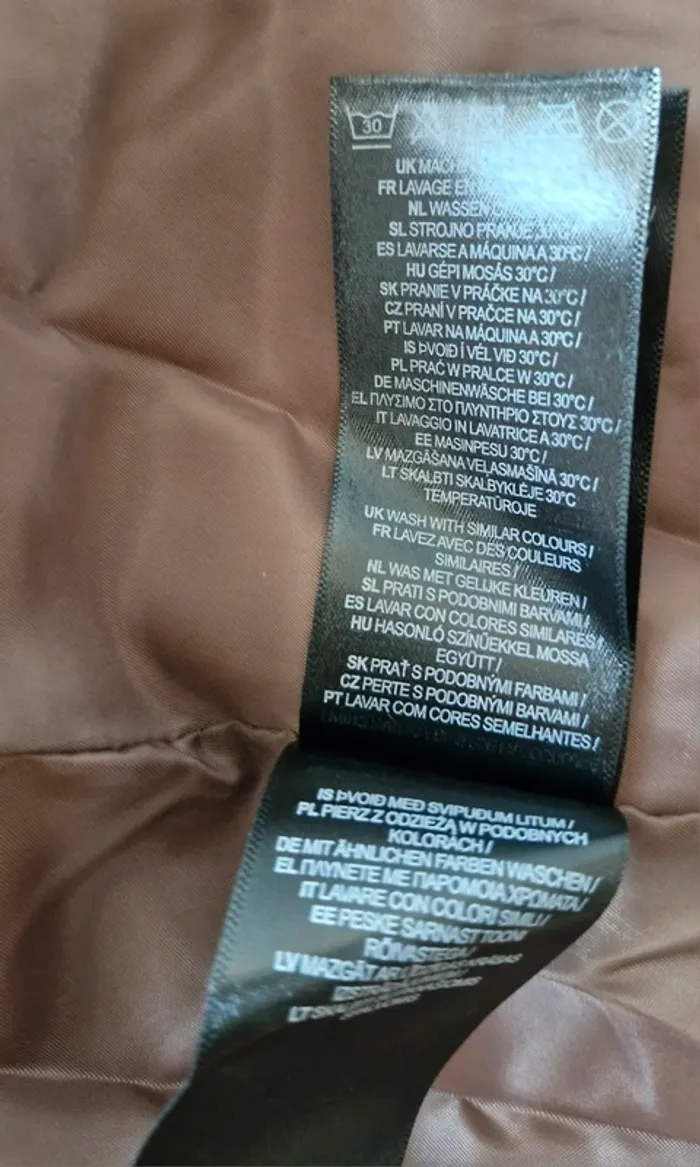 30
UK MACH
FR LAVAGE EN
NL WASSEN
SL STROJNO PRANJE 30°C /
ES LAVARSE A MÁQUINA A 30ºC /
HU GÉPI MOSÁS 30°C /
SK PRANIE V PRÁČKE NA 30°C /
CZ PRANÍ V PRAČCE NA 30°C /
PT LAVAR NA MÁQUINA A 30°C /
IS ÞVOIÐ Í VÉL VIÐ 30°C /
PL PRAĆ W PRALCE W 30°C /
DE MASCHINENWÄSCHE BEI 30°C /
EL ΠΛΥΣΙΜΟ ΣΤΟ ΠΛΥΝΤΗΡΙΟ ΣΤΟΥΣ 30°C /
IT LAVAGGIO IN LAVATRICE A 30°C /
EE MASINPESU 30°C /
LV MAZGĀŠANA VEĻASMAŠĪNĀ 30°C /
LT SKALBTI SKALBYKLĖJE 30°C
TEMPERATŪROJE
UK WASH WITH SIMILAR COLOURS /
FR LAVEZ AVEC DES COULEURS
SIMILAIRES /
NL WAS MET GELIJKE KLEUREN /
SL PRATI S PODOBNIMI BARVAMI /
ES LAVAR CON COLORES SIMILARES /
HU HASONLÓ SZÍNŰEKKEL MOSSA
EGYÜTT /
SK PRAŤ S PODOBNÝMI FARBAMI /
CZ PERTE S PODOBNÝMI BARVAMI /
PT LAVAR COM CORES SEMELHANTES /
IS ÞVOIÐ MEÐ SVIPUÐUM LITUM /
PL PIERZ Z ODZIEŻĄ W PODOBNYCH
KOLORACH /
DE MIT ÄHNLICHEN FARBEN WASCHEN /
EL ΠΛΥΝΕΤΕ ΜΕ ΠΑΡΟΜΟΙΑ ΧΡΩΜΑΤΑ /
IT LAVARE CON COLORI SIMILI /
EE PESKE SARNAST TOONI
RÕIVASTEGA /
LV MAZGĀT AR
LT